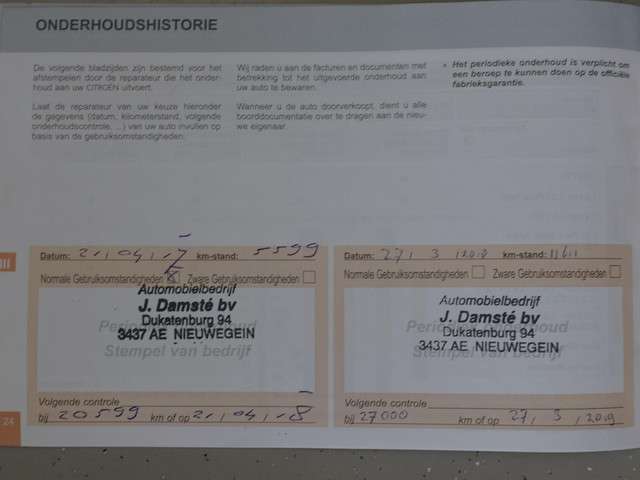 ONDERHOUDSHISTORIE
De volgende bladzijden zijn bestemd voor het
afstempelen door de reparateur die het onder-
houd aan uw CITROËN uitvoert.
Laat de reparateur van uw keuze hieronder
de gegevens (datum, kilometerstand, volgende
onderhoudscontrole, ...) van uw auto invullen op
basis van de gebruiksomstandigheden.
Wij raden u aan de facturen en documenten met
betrekking tot het uitgevoerde onderhoud aan
uw auto te bewaren.
Wanneer u de auto doorverkoopt, dient u alle
boorddocumentatie over te dragen aan de nieu-
we eigenaar.
Het periodieke onderhoud is verplicht om
een beroep te kunnen doen op de officiële
fabrieksgarantie.
III
Datum: 21 04 17 km-stand: 5599
Normale Gebruiksomstandigheden Zware Gebruiksomstandigheden
Automobielbedrijf
J. Damsté bv
Dukatenburg 94
3437 AE NIEUWEGEIN
Stempel van bedrijf
Volgende controle
bij 20599 km of op 21 04 18
Datum: 27 3 2018 km-stand:
Normale Gebruiksomstandigheden Zware Gebruiksomstandigheden
Automobielbedrijf
J. Damsté bv
Dukatenburg 94
3437 AE NIEUWEGEIN
Stempel van bedrijf
Volgende controle
bij 27000 km of op 27 3 2019
24